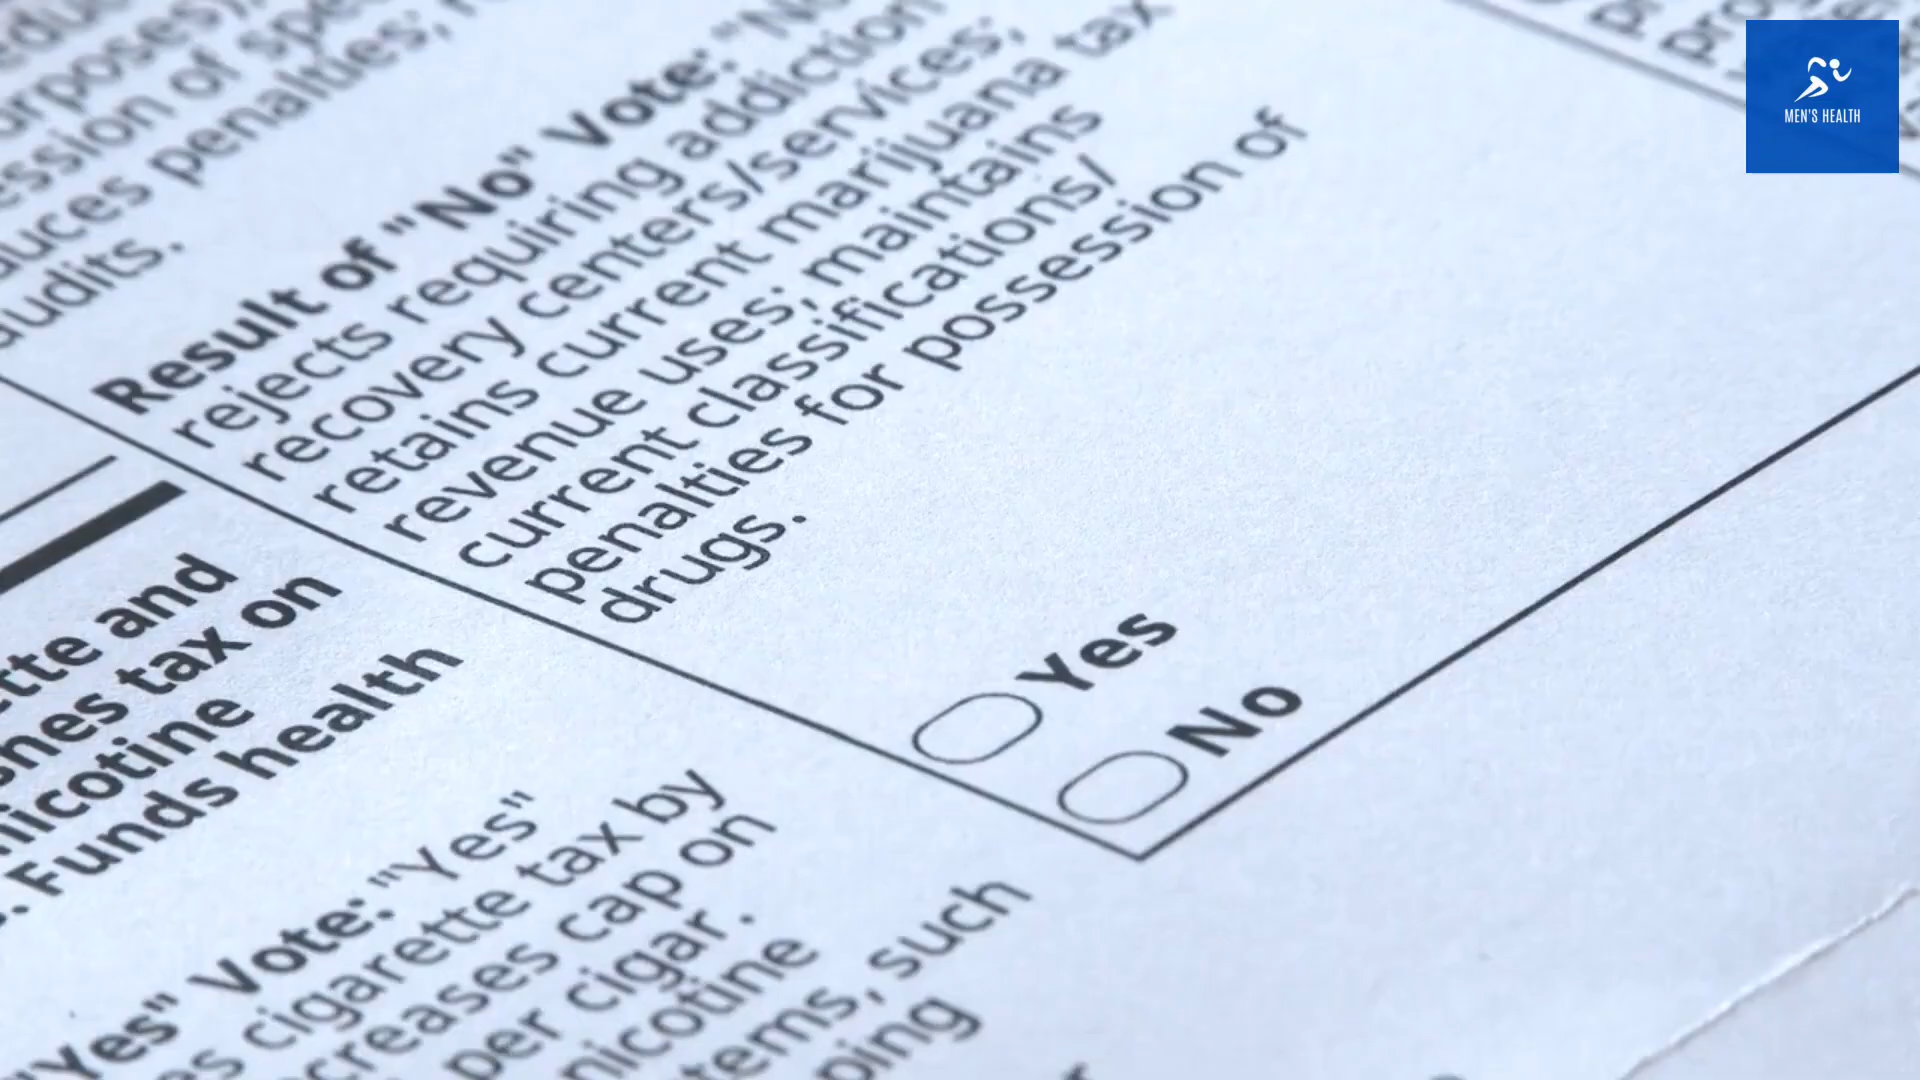 urposes);
ession of spe
duces penalties;
audits.
Result of "No" Vote: "No
rejects requiring addiction
recovery centers/services;
retains current marijuana tax
revenue uses; maintains
current classifications/
penalties for possession of
drugs.
Yes
No
tte and
hes tax on
nicotine
. Funds health
"Yes" Vote: "Yes"
es cigarette tax by
creases cap on
per cigar.
nicotine
tems, such
ping
MEN'S HEALTH